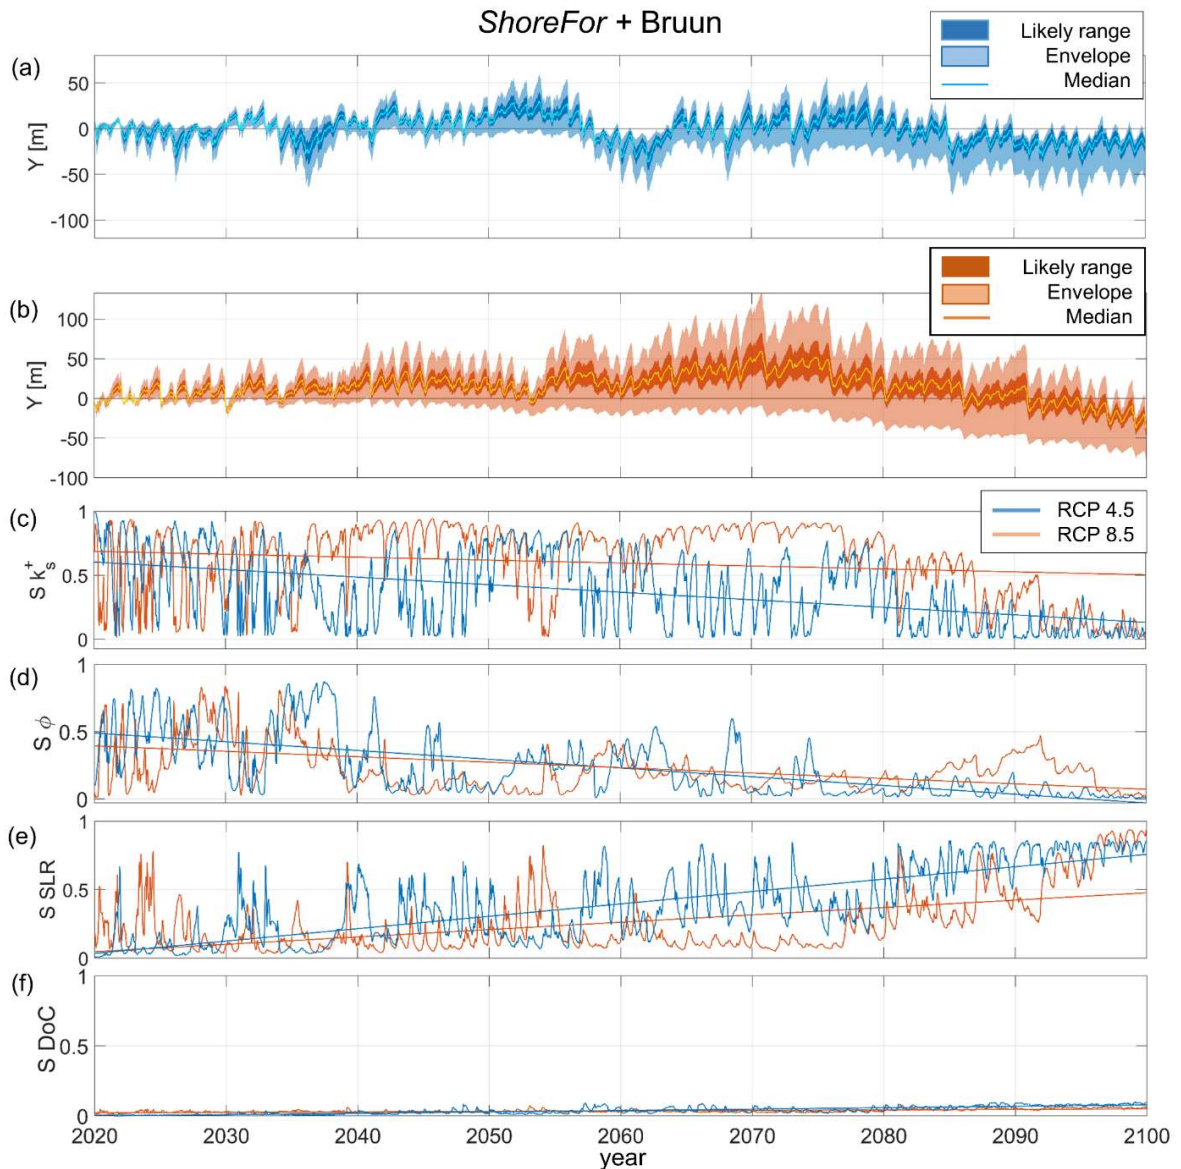 ShoreFor + Bruun
Likely range
Envelope
Median
(a)
50
0
-50
-100
Y [m]
Likely range
Envelope
Median
(b)
100
50
0
-50
-100
Y [m]
RCP 4.5
RCP 8.5
(c)
1
0.5
0
S k_s^+
(d)
1
0.5
0
S ϕ
(e)
1
0.5
0
S SLR
(f)
1
0.5
0
S DoC
2020 2030 2040 2050 2060 2070 2080 2090 2100
year